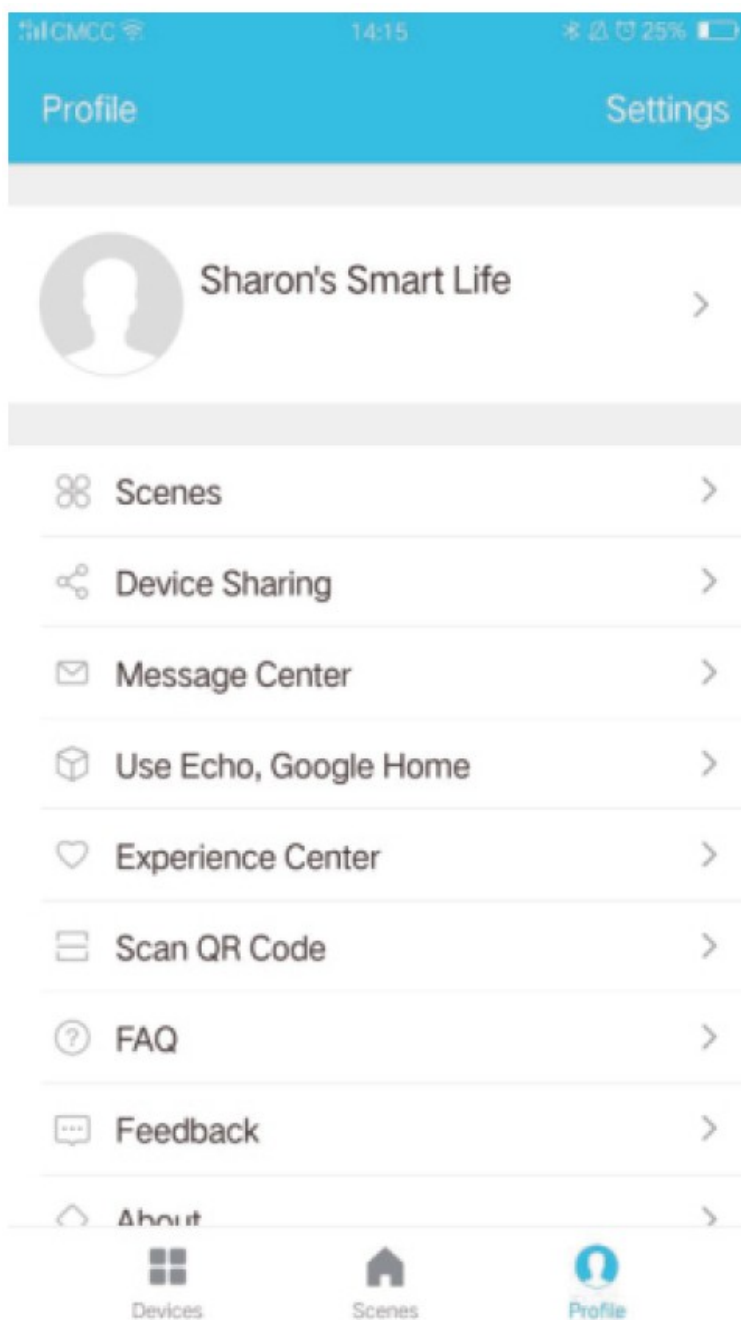 CMCC 14:15 25%
Profile Settings
Sharon's Smart Life
Scenes
Device Sharing
Message Center
Use Echo, Google Home
Experience Center
Scan QR Code
FAQ
Feedback
About
Devices Scenes Profile